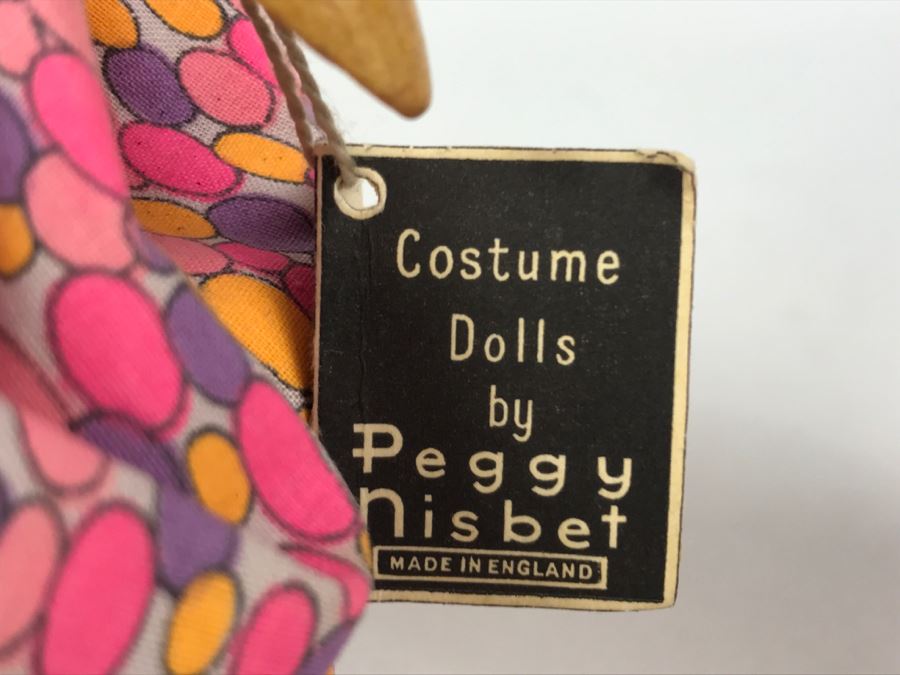 Costume
Dolls
by
Peggy
nisbet
MADE IN ENGLAND